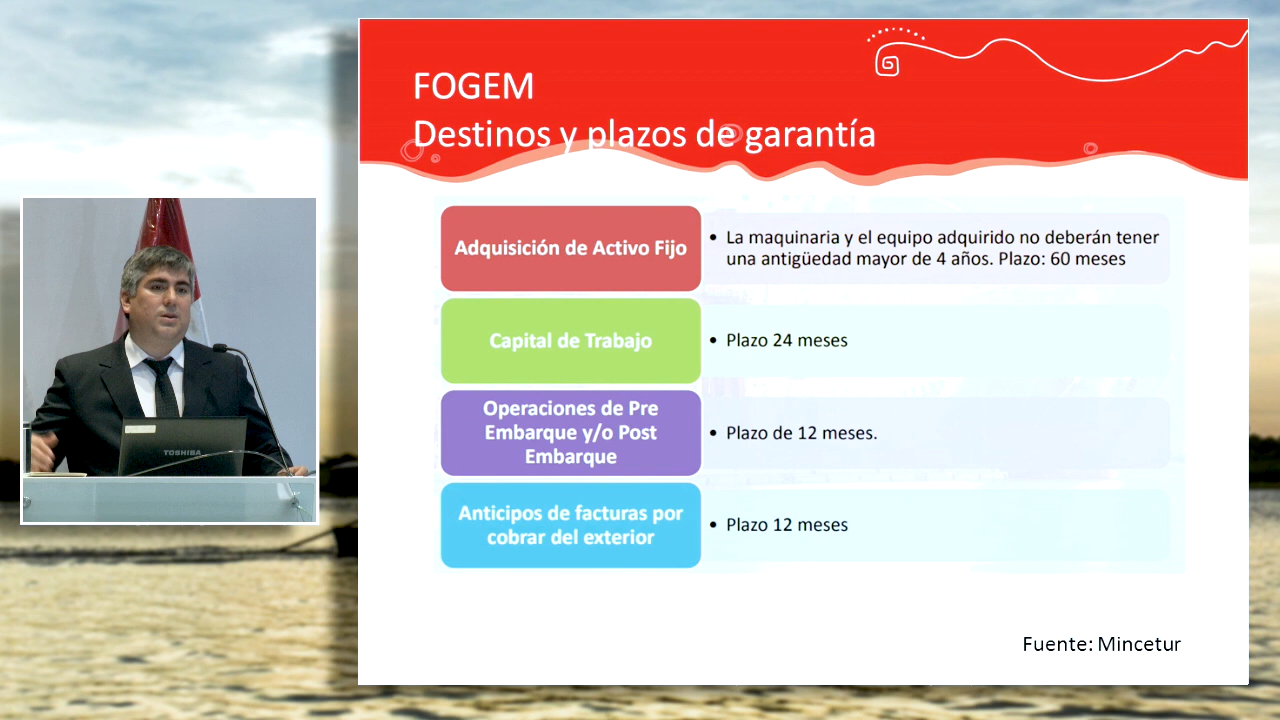 FOGEM
Destinos y plazos de garantía
Adquisición de Activo Fijo
• La maquinaria y el equipo adquirido no deberán tener
una antigüedad mayor de 4 años. Plazo: 60 meses
Capital de Trabajo
• Plazo 24 meses
Operaciones de Pre
Embarque y/o Post
Embarque
• Plazo de 12 meses.
Anticipos de facturas por
cobrar del exterior
• Plazo 12 meses
Fuente: Mincetur
TOSHIBA